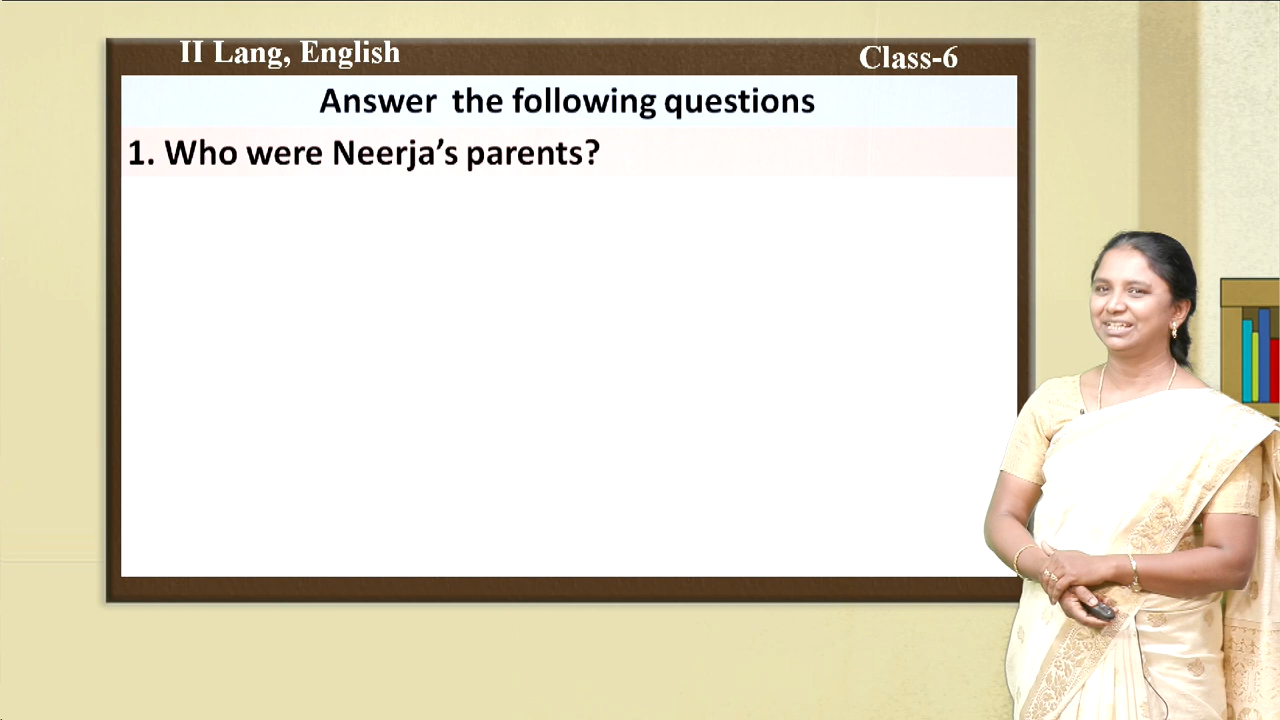 II Lang, English
Class-6
Answer the following questions
1. Who were Neerja’s parents?